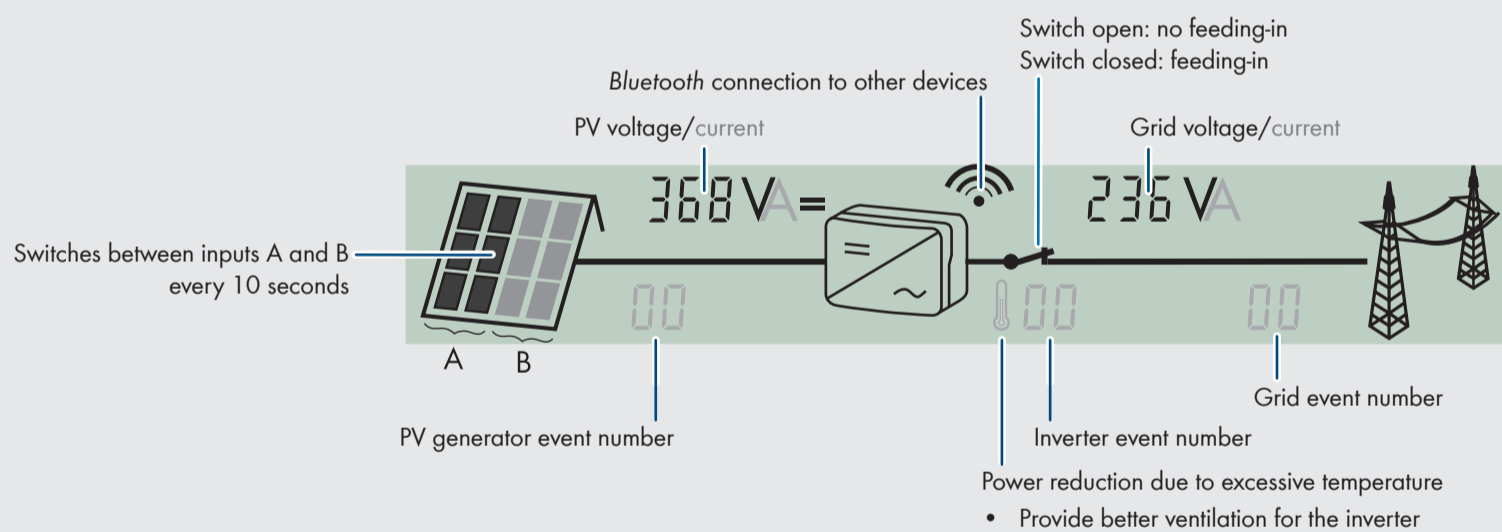 Switch open: no feeding-in
Switch closed: feeding-in
Bluetooth connection to other devices
PV voltage/current
Grid voltage/current
368 VA
236 VA
Switches between inputs A and B
every 10 seconds
00
00
00
A
B
Grid event number
PV generator event number
Inverter event number
Power reduction due to excessive temperature
• Provide better ventilation for the inverter